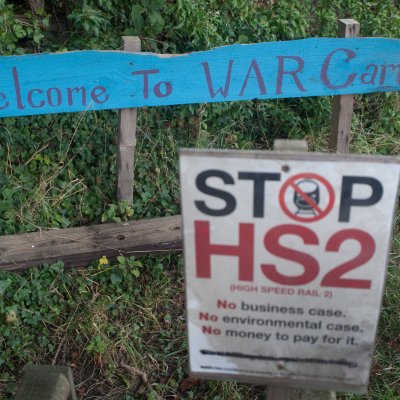 elcome To WAR Cam
STOP
HS2
(HIGH SPEED RAIL 2)
No business case.
No environmental case.
No money to pay for it.